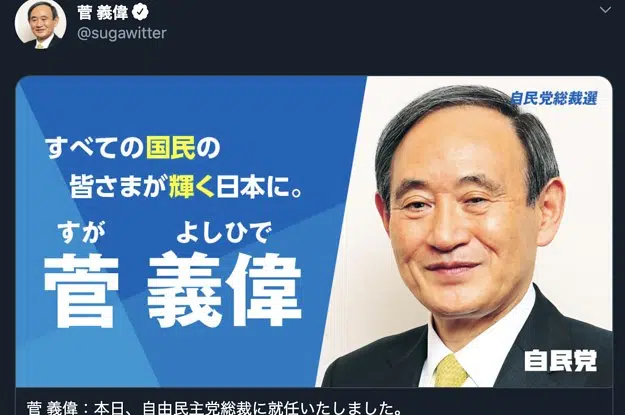 菅 義偉
@sugawitter
自民党総裁選
すべての国民の
皆さまが輝く日本に。
すが よしひで
菅 義偉
自民党
菅 義偉：本日、自由民主党総裁に就任いたしました。